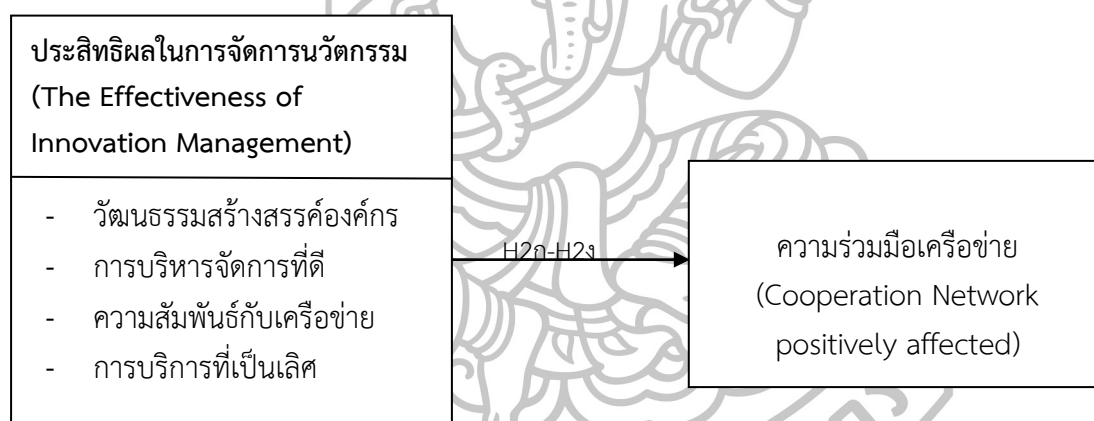 ประสิทธิผลในการจัดการนวัตกรรม
(The Effectiveness of
Innovation Management)
- วัฒนธรรมสร้างสรรค์องค์กร
- การบริหารจัดการที่ดี
- ความสัมพันธ์กับเครือข่าย
- การบริการที่เป็นเลิศ
H2ก-H2ง
ความร่วมมือเครือข่าย
(Cooperation Network
positively affected)